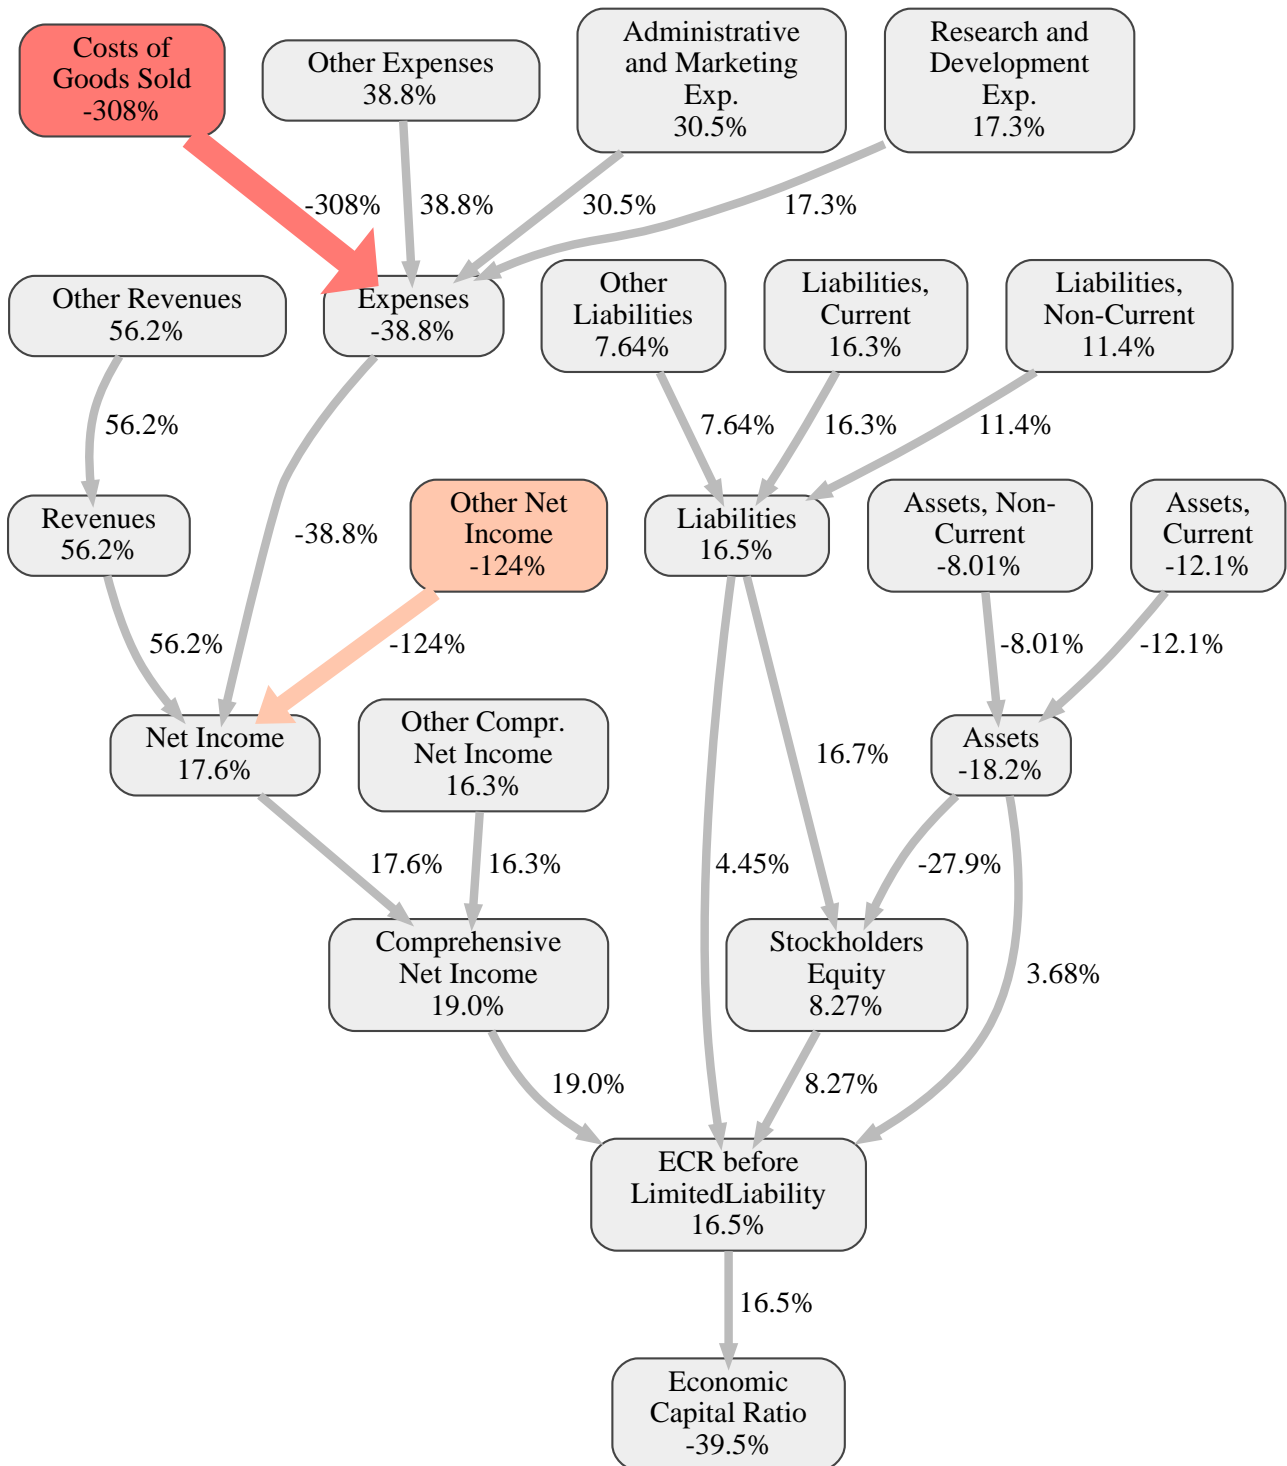 Costs of
Goods Sold
-308%
Other Expenses
38.8%
Administrative
and Marketing
Exp.
30.5%
Research and
Development
Exp.
17.3%
-308%
38.8%
30.5%
17.3%
Other Revenues
56.2%
Expenses
-38.8%
Other
Liabilities
7.64%
Liabilities,
Current
16.3%
Liabilities,
Non-Current
11.4%
56.2%
7.64%
16.3%
11.4%
Revenues
56.2%
-38.8%
Other Net
Income
-124%
Liabilities
16.5%
Assets, Non-
Current
-8.01%
Assets,
Current
-12.1%
56.2%
-124%
-8.01%
-12.1%
Net Income
17.6%
Other Compr.
Net Income
16.3%
16.7%
Assets
-18.2%
17.6%
16.3%
4.45%
-27.9%
Comprehensive
Net Income
19.0%
Stockholders
Equity
8.27%
3.68%
19.0%
8.27%
ECR before
LimitedLiability
16.5%
16.5%
Economic
Capital Ratio
-39.5%